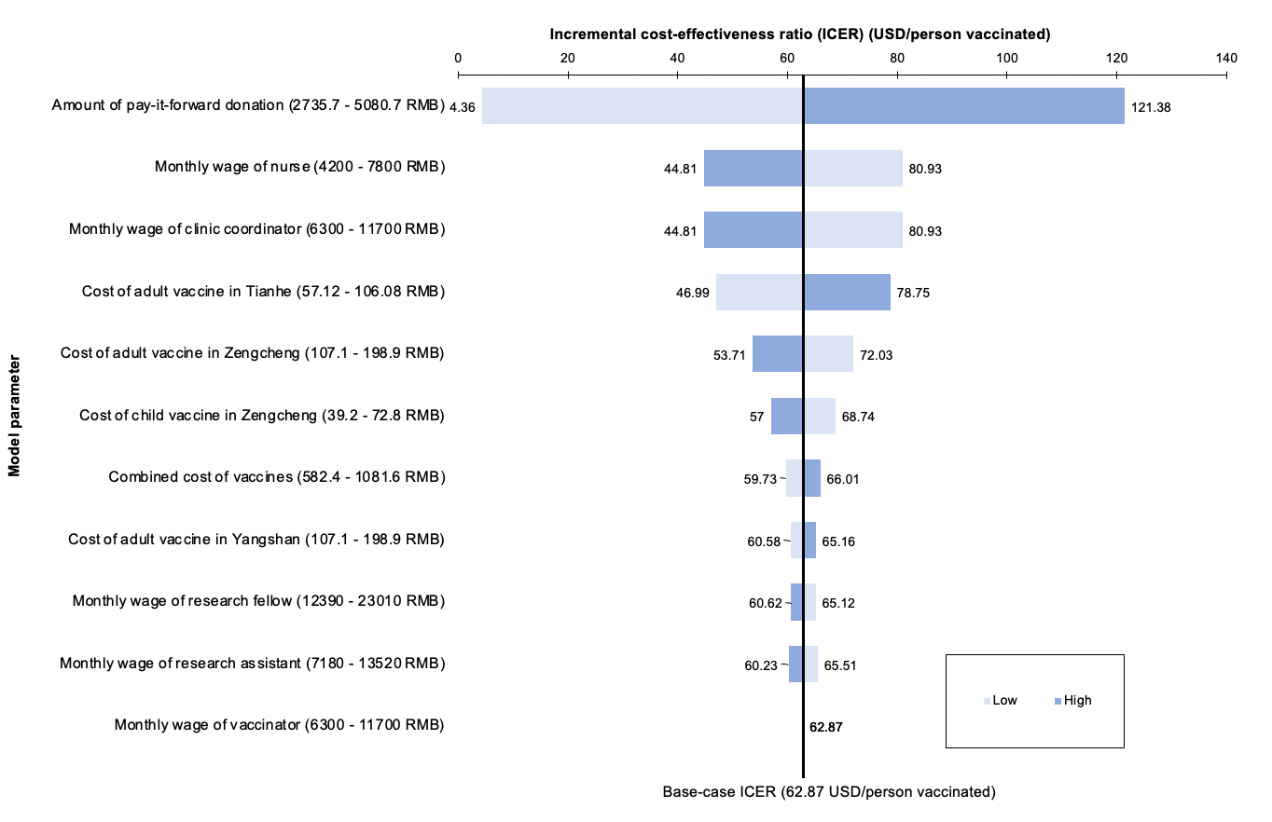 Incremental cost-effectiveness ratio (ICER) (USD/person vaccinated)
0 20 40 60 80 100 120 140
Amount of pay-it-forward donation (2735.7 - 5080.7 RMB) 4.36 121.38
Monthly wage of nurse (4200 - 7800 RMB) 44.81 80.93
Monthly wage of clinic coordinator (6300 - 11700 RMB) 44.81 80.93
Cost of adult vaccine in Tianhe (57.12 - 106.08 RMB) 46.99 78.75
Cost of adult vaccine in Zengcheng (107.1 - 198.9 RMB) 53.71 72.03
Cost of child vaccine in Zengcheng (39.2 - 72.8 RMB) 57 68.74
Combined cost of vaccines (582.4 - 1081.6 RMB) 59.73 66.01
Cost of adult vaccine in Yangshan (107.1 - 198.9 RMB) 60.58 65.16
Monthly wage of research fellow (12390 - 23010 RMB) 60.62 65.12
Monthly wage of research assistant (7180 - 13520 RMB) 60.23 65.51
Monthly wage of vaccinator (6300 - 11700 RMB) 62.87
Model parameter
Low High
Base-case ICER (62.87 USD/person vaccinated)